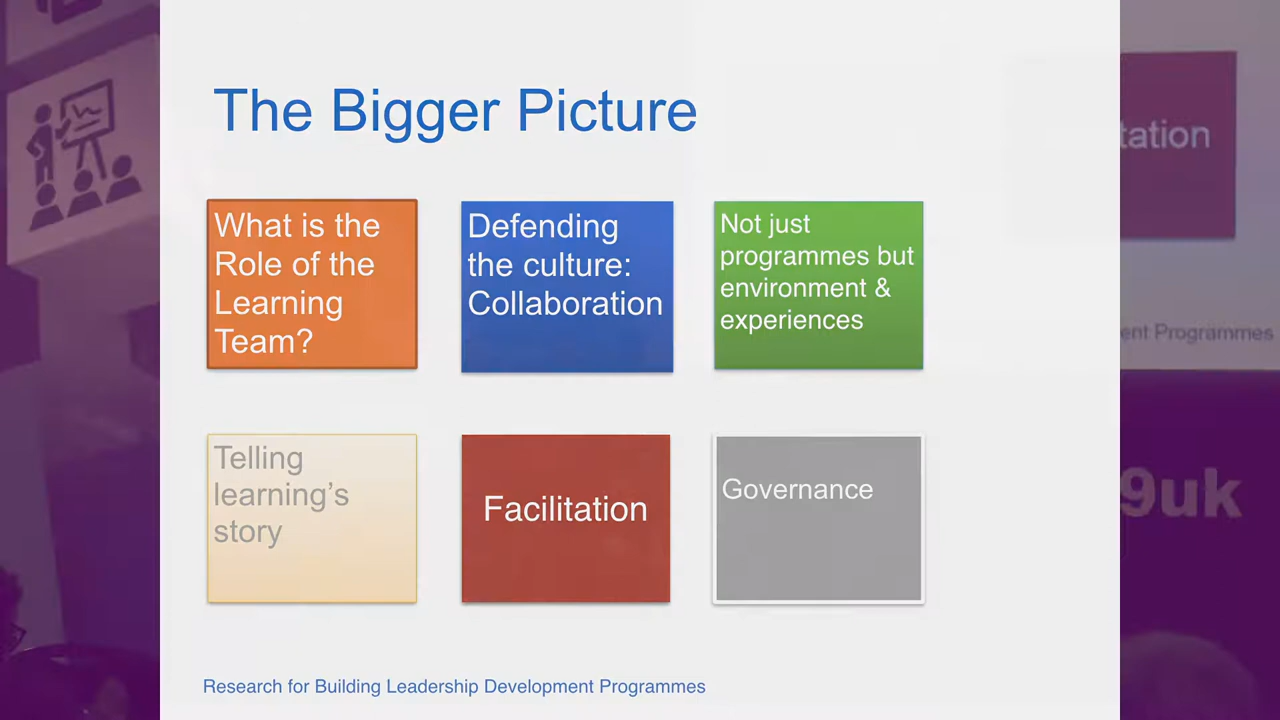 The Bigger Picture
What is the
Role of the
Learning
Team?
Defending
the culture:
Collaboration
Not just
programmes but
environment &
experiences
Telling
learning's
story
Facilitation
Governance
Research for Building Leadership Development Programmes
tation
ent Programmes
9uk